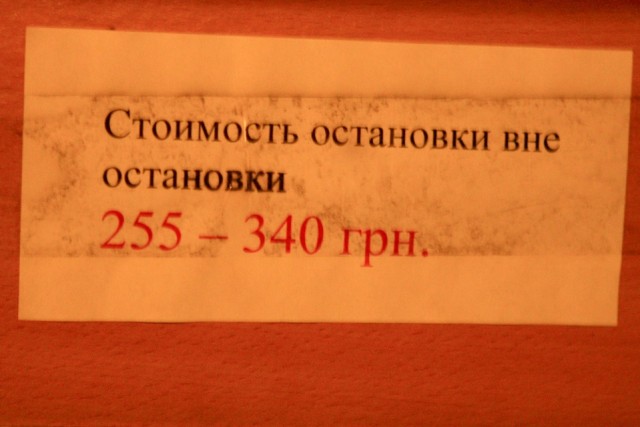 Стоимость остановки вне
остановки
255 – 340 грн.